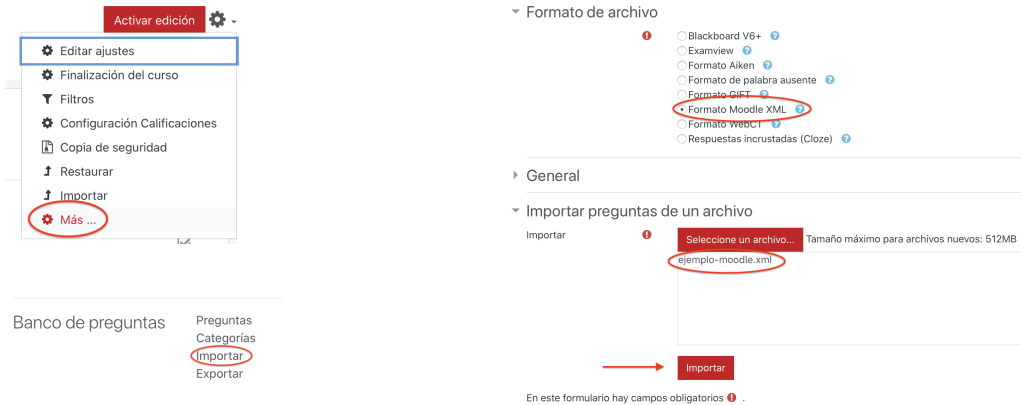 Activar edición
Editar ajustes
Finalización del curso
Filtros
Configuración Calificaciones
Copia de seguridad
Restaurar
Importar
Más ...
Banco de preguntas
Preguntas
Categorías
Importar
Exportar
Formato de archivo
Blackboard V6+
Examview
Formato Aiken
Formato de palabra ausente
Formato GIFT
Formato Moodle XML
Formato WebCT
Respuestas incrustadas (Cloze)
General
Importar preguntas de un archivo
Importar
Seleccione un archivo... Tamaño máximo para archivos nuevos: 512MB
ejemplo-moodle.xml
Importar
En este formulario hay campos obligatorios .